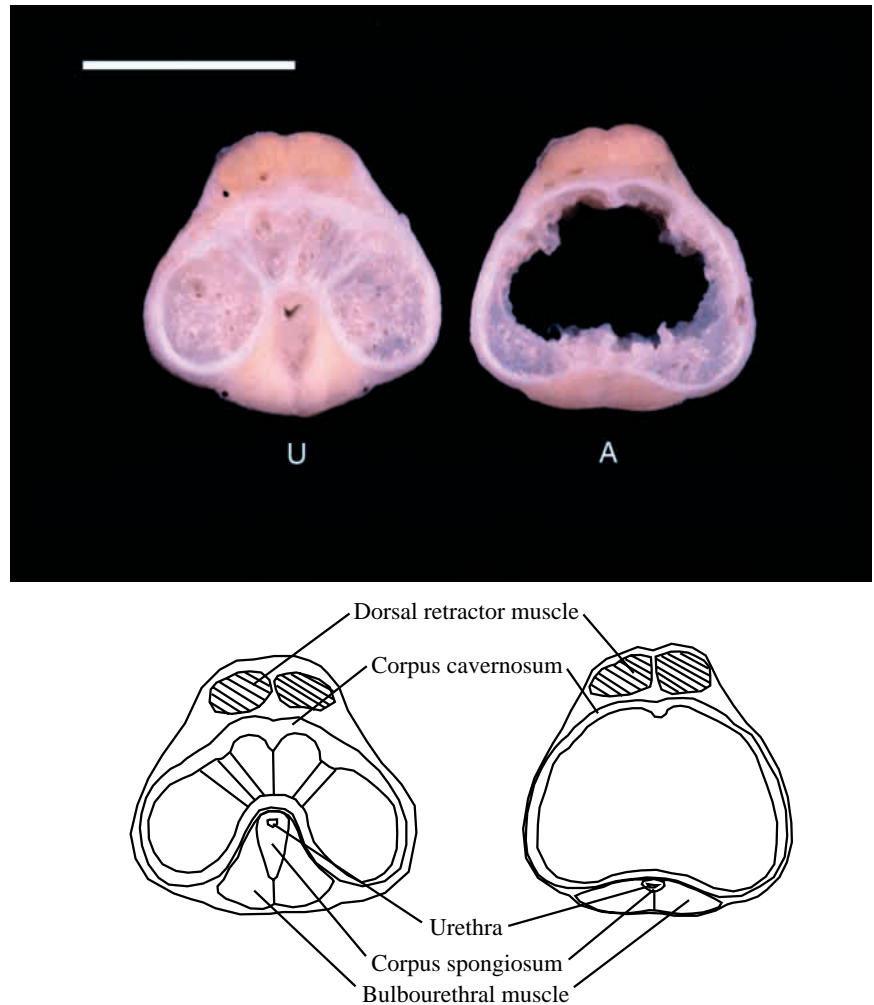 U
A
Dorsal retractor muscle
Corpus cavernosum
Urethra
Corpus spongiosum
Bulbourethral muscle